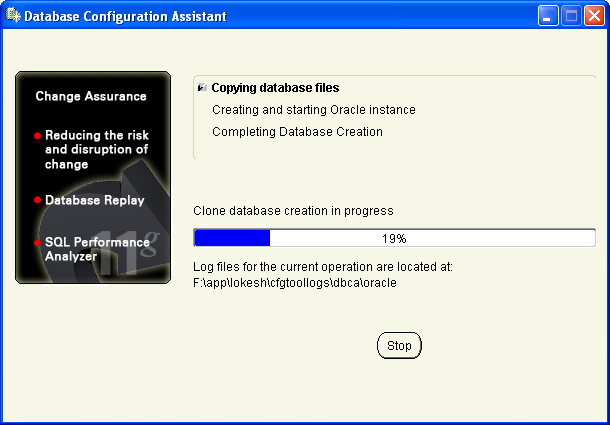 Database Configuration Assistant
Change Assurance
Reducing the risk
and disruption of
change
Database Replay
SQL Performance
Analyzer
11g
Copying database files
Creating and starting Oracle instance
Completing Database Creation
Clone database creation in progress
19%
Log files for the current operation are located at:
F:\app\lokesh\cfgtoollogs\dbca\oracle
Stop